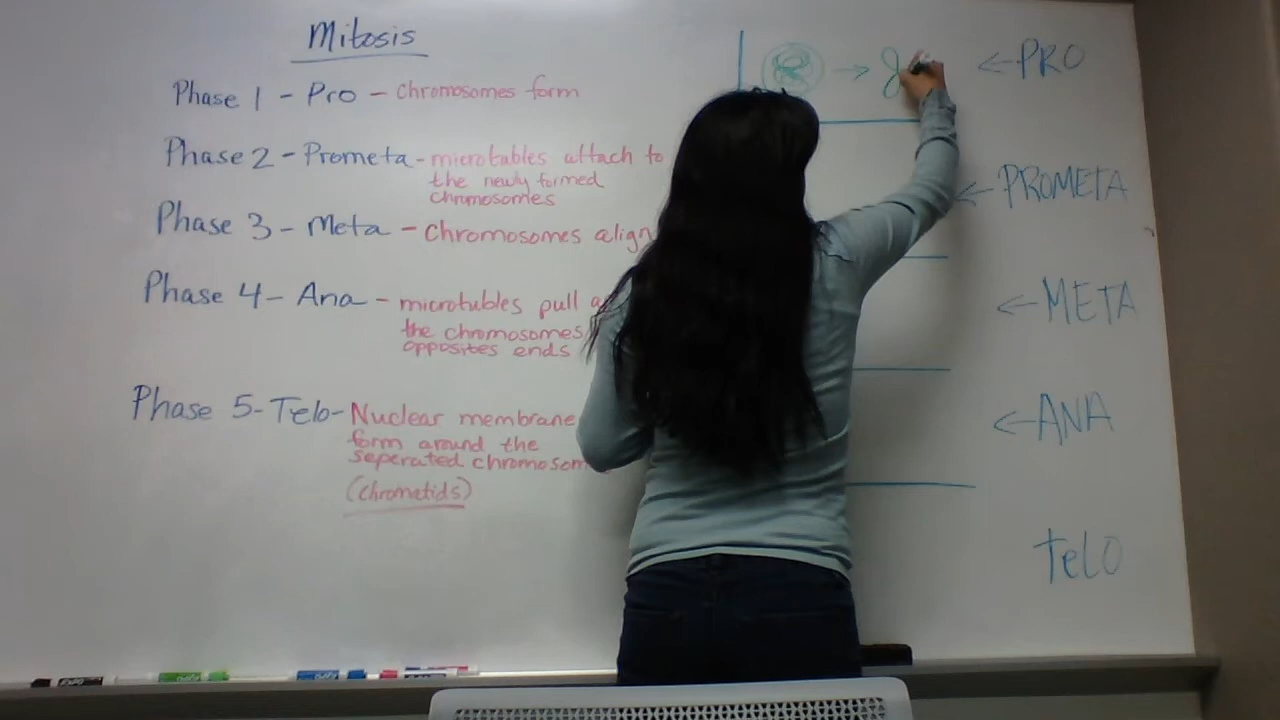 Mitosis
Phase 1 - Pro - Chromosomes form
Phase 2 - Prometa - microtubles attach to
the newly formed
chromosomes
Phase 3 - Meta - Chromosomes align
Phase 4 - Ana - microtubles pull
the chromosomes
opposites ends
Phase 5 - Telo - Nuclear membrane
form around the
seperated chromosom
(chromatids)
← PRO
← PROMETA
← META
← ANA
Telo